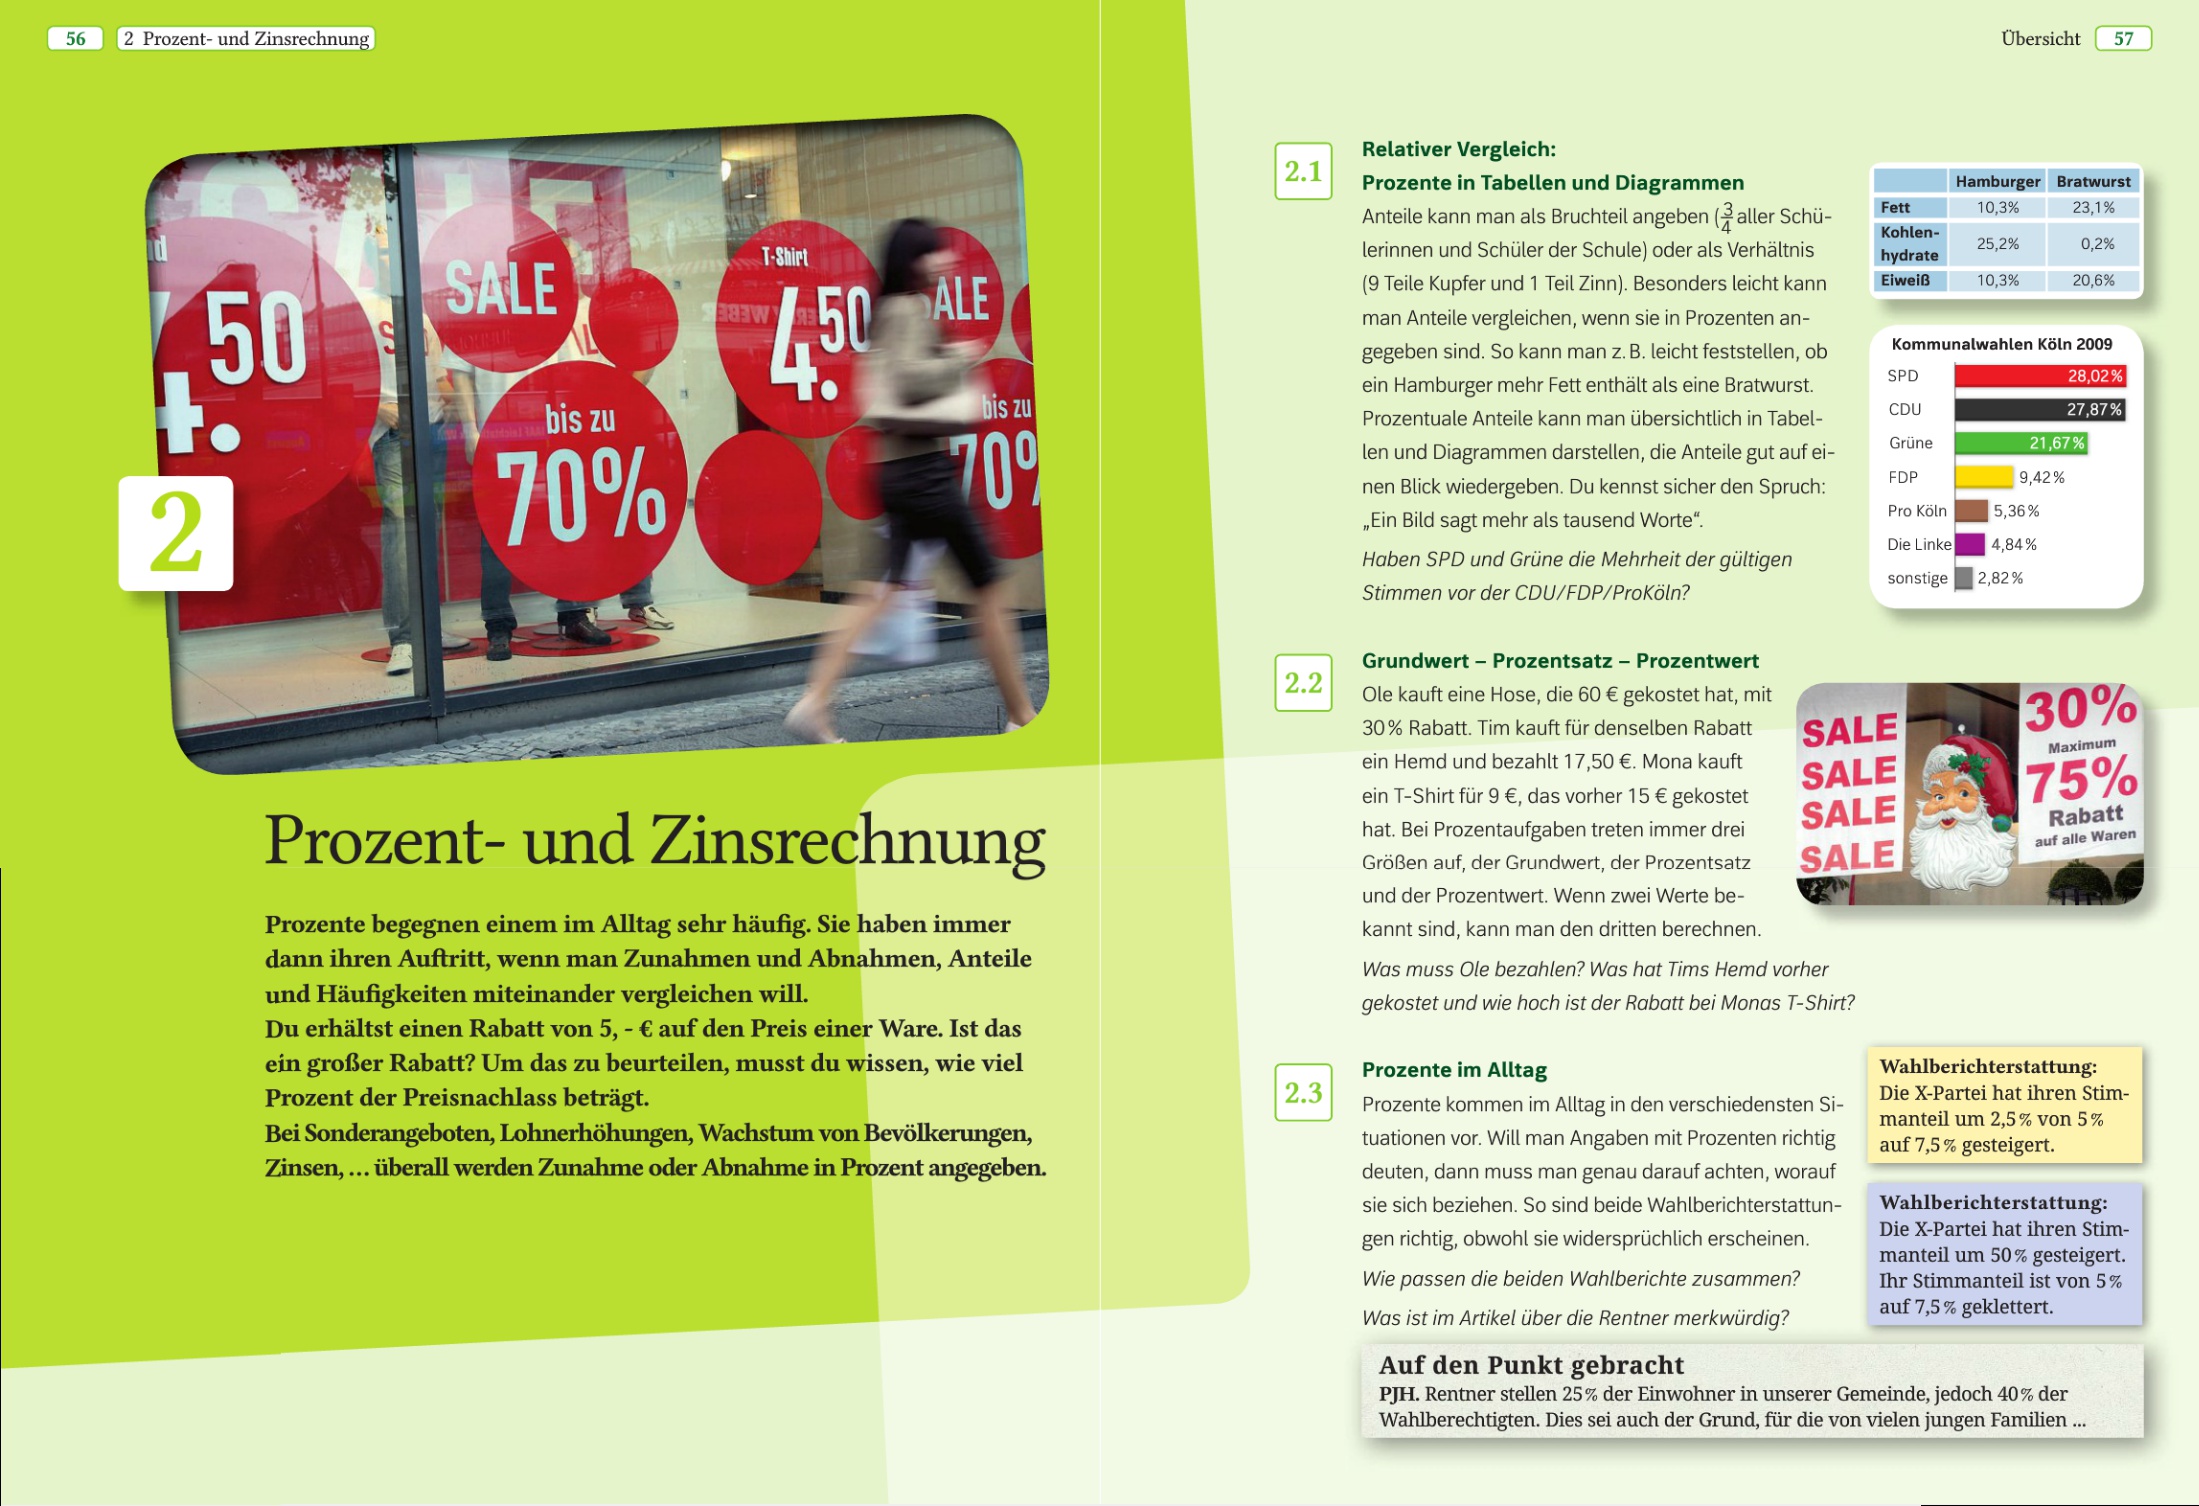 56
2 Prozent- und Zinsrechnung
50
4.
SALE
bis zu
70%
T-Shirt
4.50
ALE
bis zu
70%
2
Prozent- und Zinsrechnung
Prozente begegnen einem im Alltag sehr häufig. Sie haben immer
dann ihren Auftritt, wenn man Zunahmen und Abnahmen, Anteile
und Häufigkeiten miteinander vergleichen will.
Du erhältst einen Rabatt von 5, - € auf den Preis einer Ware. Ist das
ein großer Rabatt? Um das zu beurteilen, musst du wissen, wie viel
Prozent der Preisnachlass beträgt.
Bei Sonderangeboten, Lohnerhöhungen, Wachstum von Bevölkerungen,
Zinsen, … überall werden Zunahme oder Abnahme in Prozent angegeben.
Übersicht
57
2.1
Relativer Vergleich:
Prozente in Tabellen und Diagrammen
Anteile kann man als Bruchteil angeben (3/4 aller Schü-
lerinnen und Schüler der Schule) oder als Verhältnis
(9 Teile Kupfer und 1 Teil Zinn). Besonders leicht kann
man Anteile vergleichen, wenn sie in Prozenten an-
gegeben sind. So kann man z. B. leicht feststellen, ob
ein Hamburger mehr Fett enthält als eine Bratwurst.
Prozentuale Anteile kann man übersichtlich in Tabel-
len und Diagrammen darstellen, die Anteile gut auf ei-
nen Blick wiedergeben. Du kennst sicher den Spruch:
„Ein Bild sagt mehr als tausend Worte“.
Haben SPD und Grüne die Mehrheit der gültigen
Stimmen vor der CDU/FDP/ProKöln?
Hamburger Bratwurst
Fett 10,3% 23,1%
Kohlen-
hydrate 25,2% 0,2%
Eiweiß 10,3% 20,6%
Kommunalwahlen Köln 2009
SPD 28,02 %
CDU 27,87 %
Grüne 21,67 %
FDP 9,42 %
Pro Köln 5,36 %
Die Linke 4,84 %
sonstige 2,82 %
2.2
Grundwert – Prozentsatz – Prozentwert
Ole kauft eine Hose, die 60 € gekostet hat, mit
30 % Rabatt. Tim kauft für denselben Rabatt
ein Hemd und bezahlt 17,50 €. Mona kauft
ein T-Shirt für 9 €, das vorher 15 € gekostet
hat. Bei Prozentaufgaben treten immer drei
Größen auf, der Grundwert, der Prozentsatz
und der Prozentwert. Wenn zwei Werte be-
kannt sind, kann man den dritten berechnen.
Was muss Ole bezahlen? Was hat Tims Hemd vorher
gekostet und wie hoch ist der Rabatt bei Monas T-Shirt?
SALE
SALE
SALE
SALE
30%
Maximum
75%
Rabatt
auf alle Waren
2.3
Prozente im Alltag
Prozente kommen im Alltag in den verschiedensten Si-
tuationen vor. Will man Angaben mit Prozenten richtig
deuten, dann muss man genau darauf achten, worauf
sie sich beziehen. So sind beide Wahlberichterstattun-
gen richtig, obwohl sie widersprüchlich erscheinen.
Wie passen die beiden Wahlberichte zusammen?
Was ist im Artikel über die Rentner merkwürdig?
Wahlberichterstattung:
Die X-Partei hat ihren Stim-
manteil um 2,5 % von 5 %
auf 7,5 % gesteigert.
Wahlberichterstattung:
Die X-Partei hat ihren Stim-
manteil um 50 % gesteigert.
Ihr Stimmanteil ist von 5 %
auf 7,5 % geklettert.
Auf den Punkt gebracht
PJH. Rentner stellen 25 % der Einwohner in unserer Gemeinde, jedoch 40 % der
Wahlberechtigten. Dies sei auch der Grund, für die von vielen jungen Familien ...